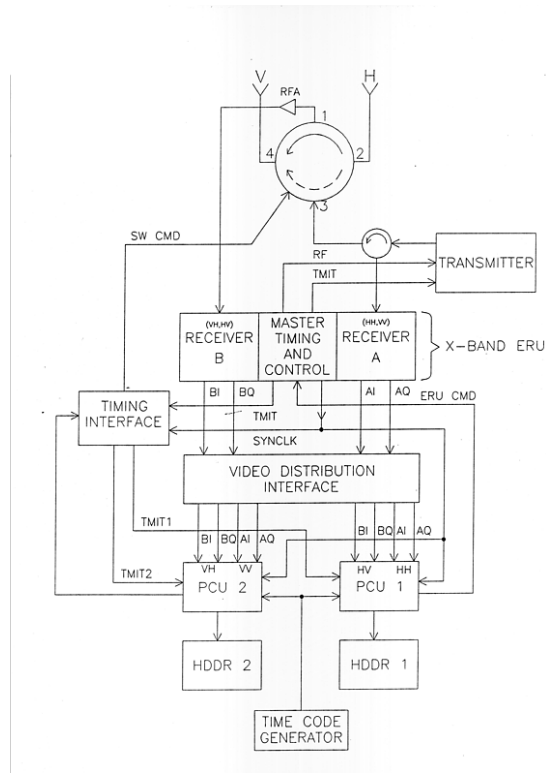 V
H
RFA
1
4
2
3
SW CMD
RF
TMIT
TRANSMITTER
(VH,HV)
RECEIVER
B
MASTER
TIMING
AND
CONTROL
(HH,VV)
RECEIVER
A
X-BAND ERU
BI
BQ
AI
AQ
ERU CMD
TIMING
INTERFACE
TMIT
SYNCLK
VIDEO DISTRIBUTION
INTERFACE
TMIT1
BI
BQ
AI
AQ
BI
BQ
AI
AQ
TMIT2
VH
VV
PCU 2
HV
HH
PCU 1
HDDR 2
HDDR 1
TIME CODE
GENERATOR